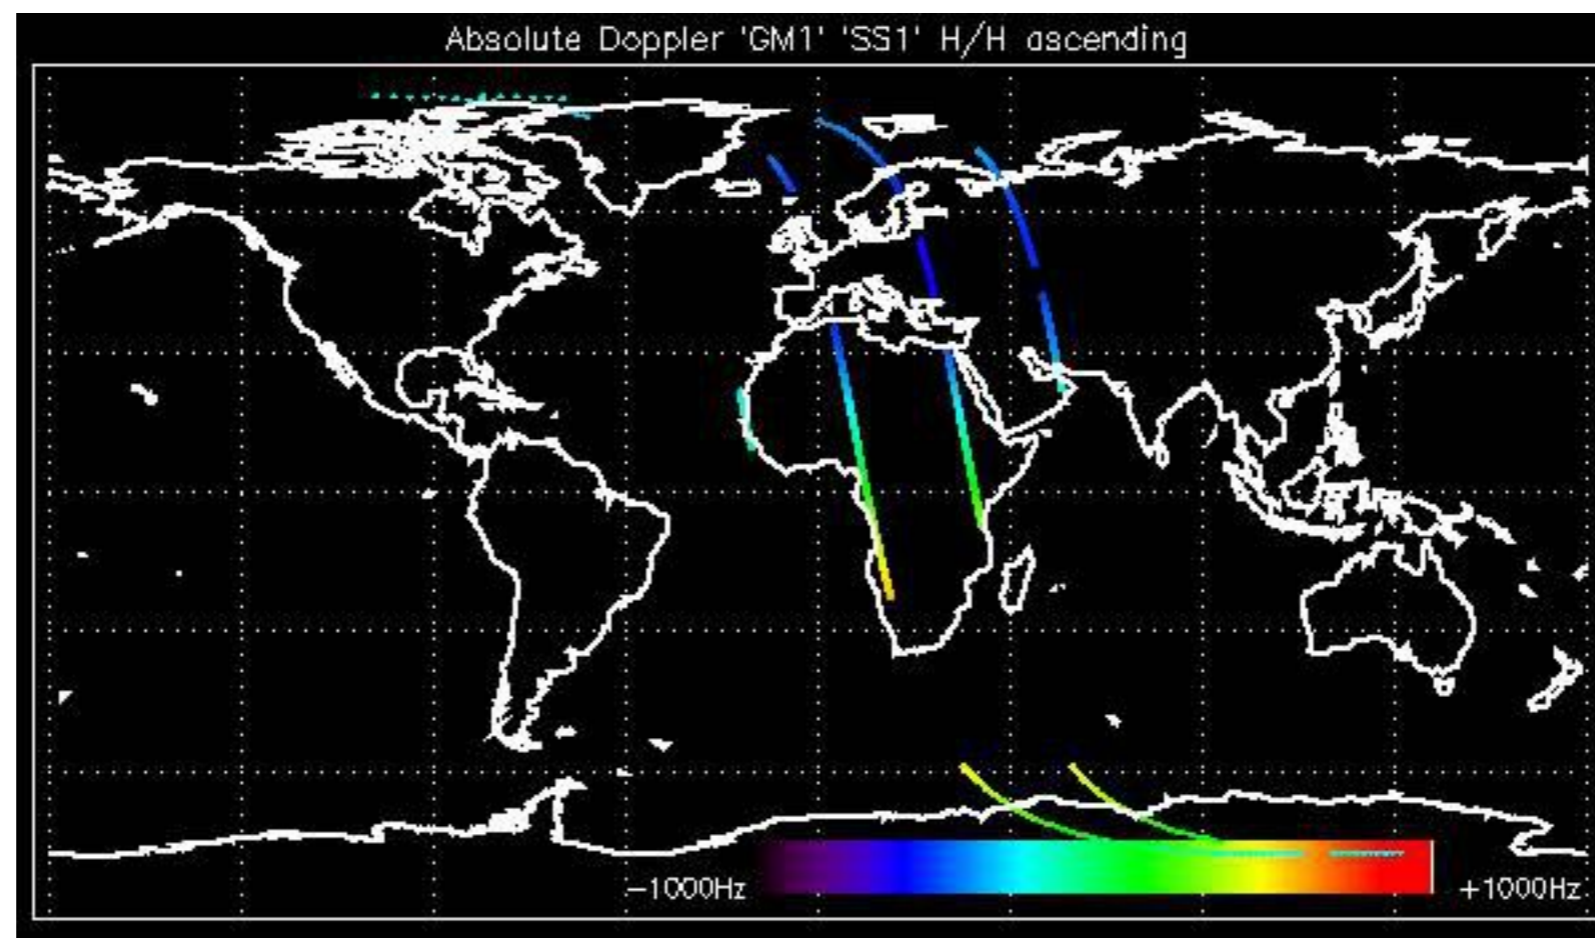 Absolute Doppler 'GM1' 'SS1' H/H ascending
-1000Hz
+1000Hz